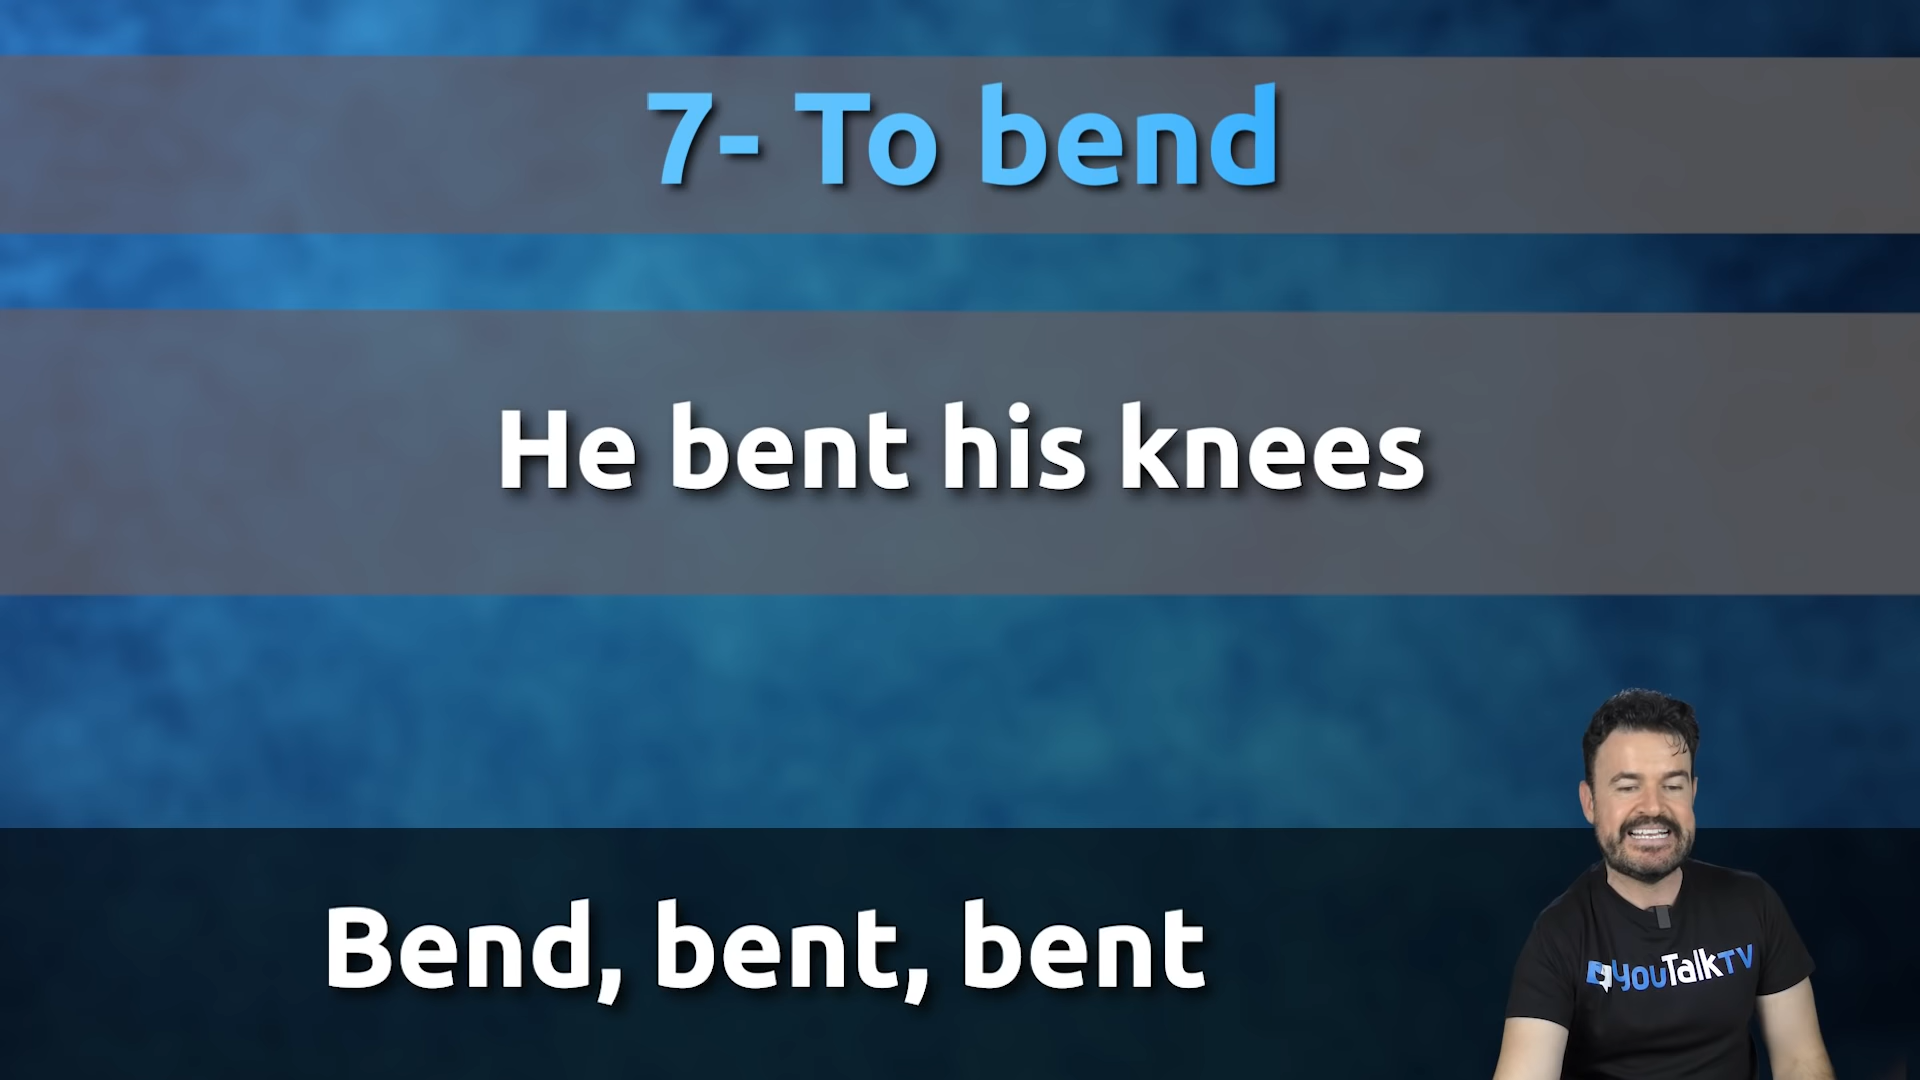 7- To bend
He bent his knees
Bend, bent, bent
youTalkTV